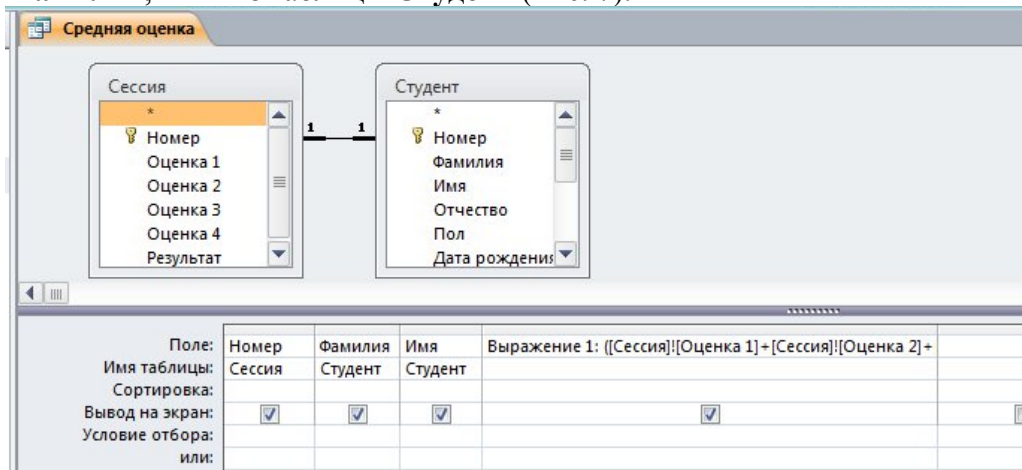 Средняя оценка
Сессия
*
Номер
Оценка 1
Оценка 2
Оценка 3
Оценка 4
Результат
1 1
Студент
*
Номер
Фамилия
Имя
Отчество
Пол
Дата рождения
Поле: Номер Фамилия Имя Выражение 1: ([Сессия]![Оценка 1]+[Сессия]![Оценка 2]+
Имя таблицы: Сессия Студент Студент
Сортировка:
Вывод на экран:
Условие отбора:
или: